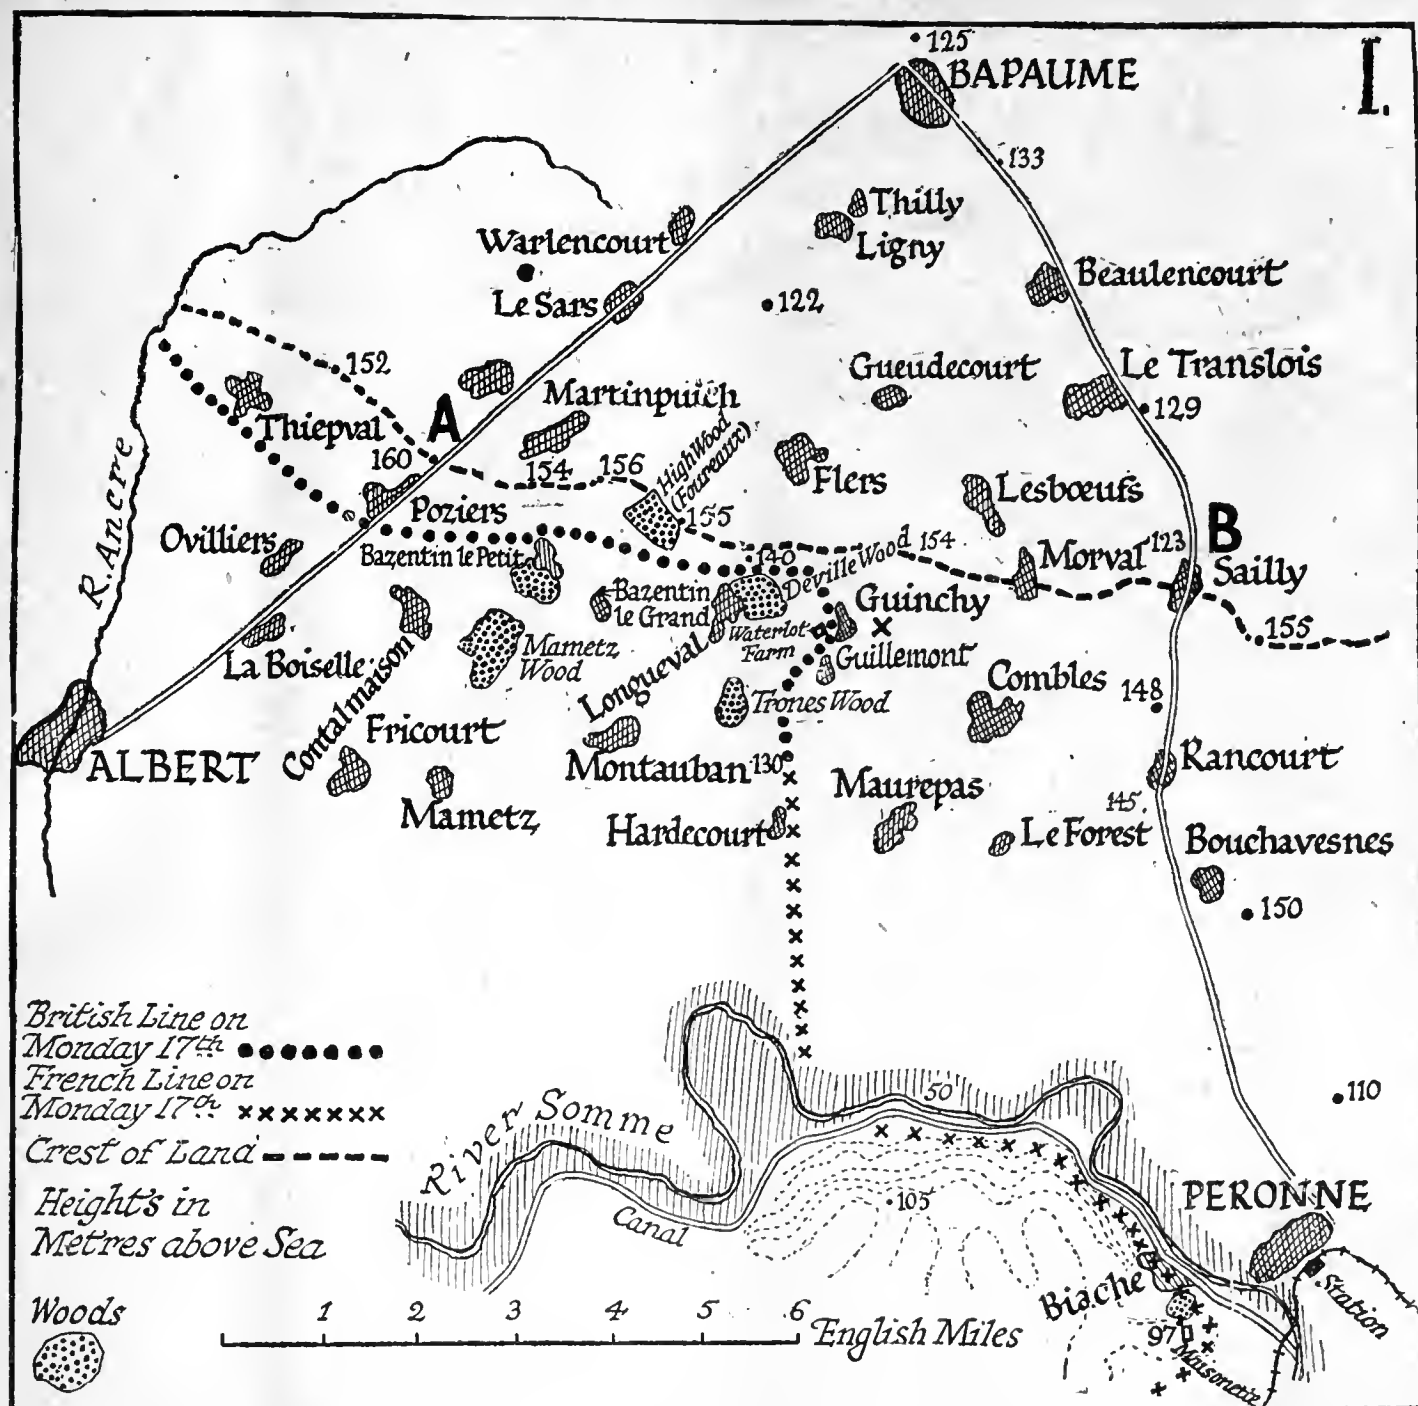 I.
125
BAPAUME
133
Thilly
Ligny
Warlencourt
Le Sars
122
Beaulencourt
152
Martinpuich
Gueudecourt
Le Translois
129
A
Thiepval
160
154
156
High Wood
(Foureaux)
155
Flers
Lesbœufs
R. Ancre
Poziers
Ovilliers
Bazentin le Petit
140
Deville Wood
154
Morval
123
B
Sailly
Bazentin
le Grand
Guinchy
Waterlot
Farm
155
La Boiselle
Contalmaison
Mametz
Wood
Longueval
Guillemont
Trones Wood
Combles
148
ALBERT
Fricourt
Montauban
130
Rancourt
Mametz
Hardecourt
Maurepas
145
Le Forest
Bouchavesnes
150
British Line on
Monday 17th
French Line on
Monday 17th
Crest of Land
Height's in
Metres above Sea
Woods
River Somme
Canal
50
105
110
PERONNE
Station
Biache
97
Maisonette
1 2 3 4 5 6
English Miles